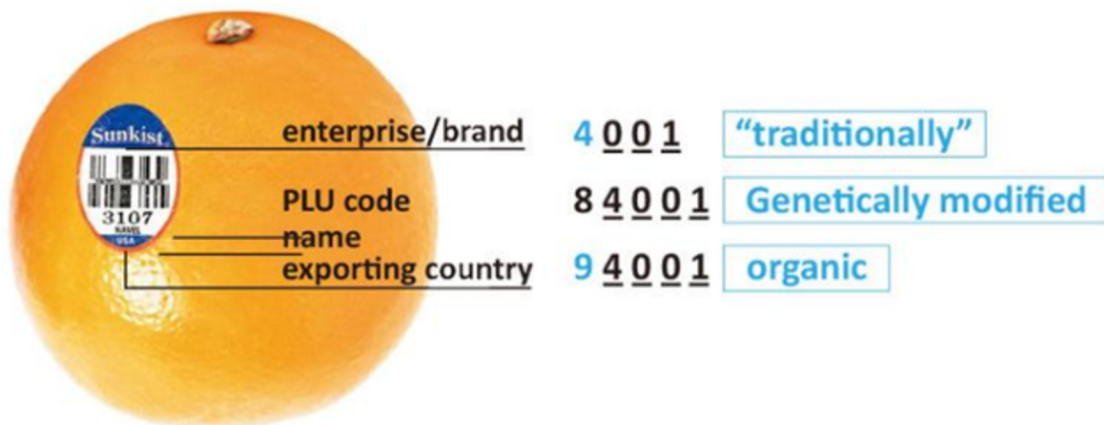 Sunkist
3107
NAVEL
USA
enterprise/brand
PLU code
name
exporting country
4001 “traditionally”
84001 Genetically modified
94001 organic